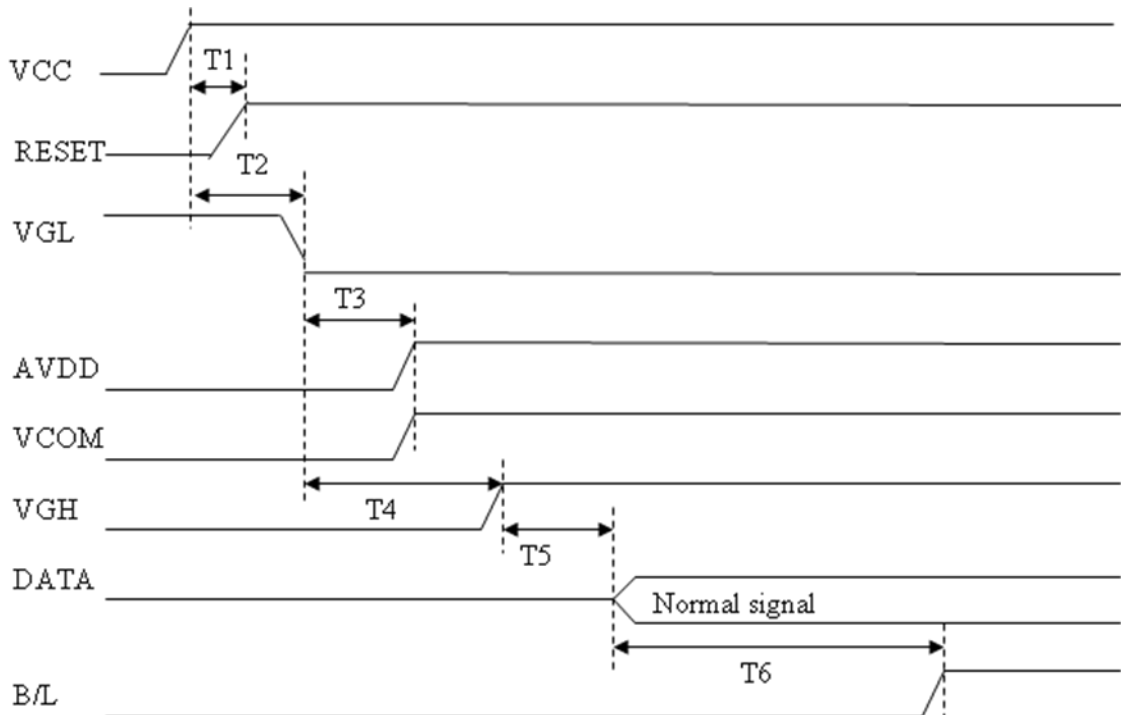 VCC
T1
RESET
T2
VGL
T3
AVDD
VCOM
VGH
T4
T5
DATA
Normal signal
T6
B/L